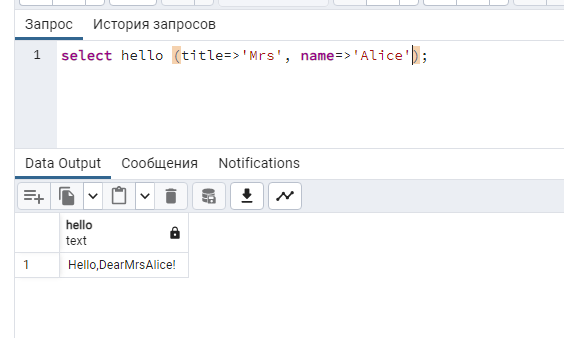 Запрос История запросов
1 select hello (title=>'Mrs', name=>'Alice');
Data Output Сообщения Notifications
hello
text
1 Hello,DearMrsAlice!